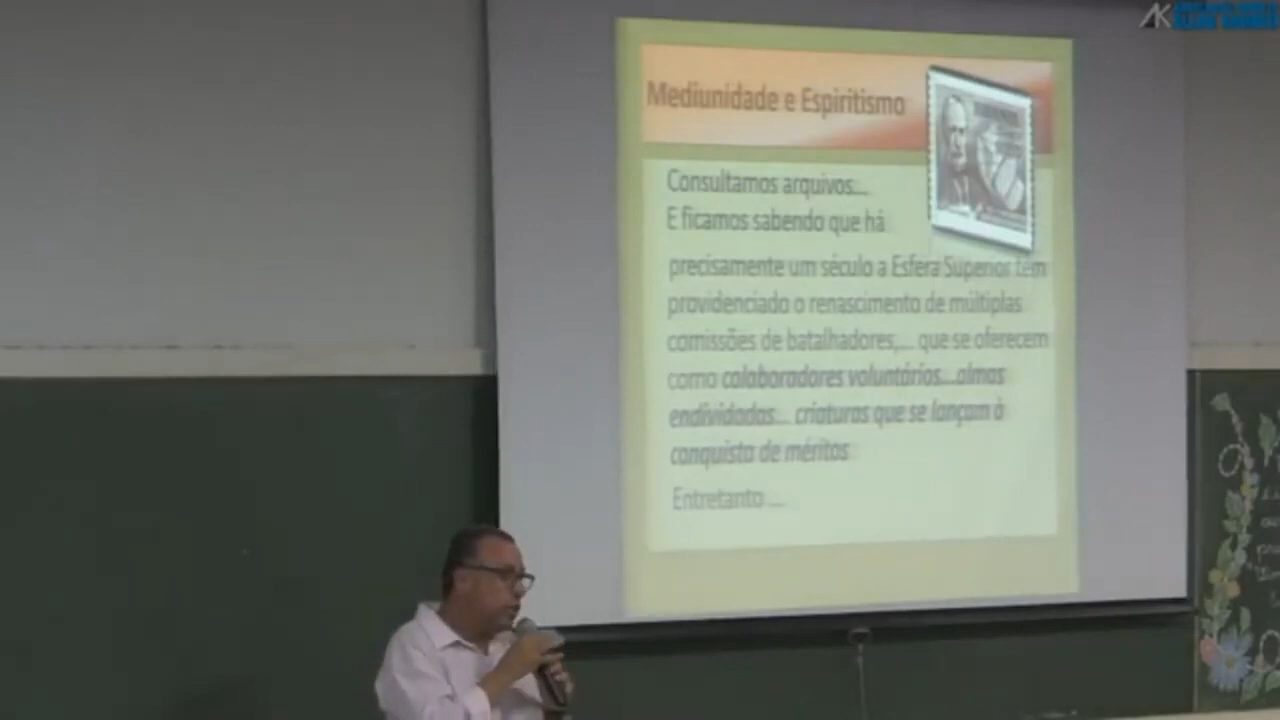 Mediunidade e Espiritismo
Consultamos arquivos...
E ficamos sabendo que há
precisamente um século a Esfera Superior tem
providenciado o renascimento de múltiplas
comissões de batalhadores,... que se oferecem
como colaboradores voluntários...almas
endividadas... criaturas que se lançam à
conquista de méritos
Entretanto ...
AK